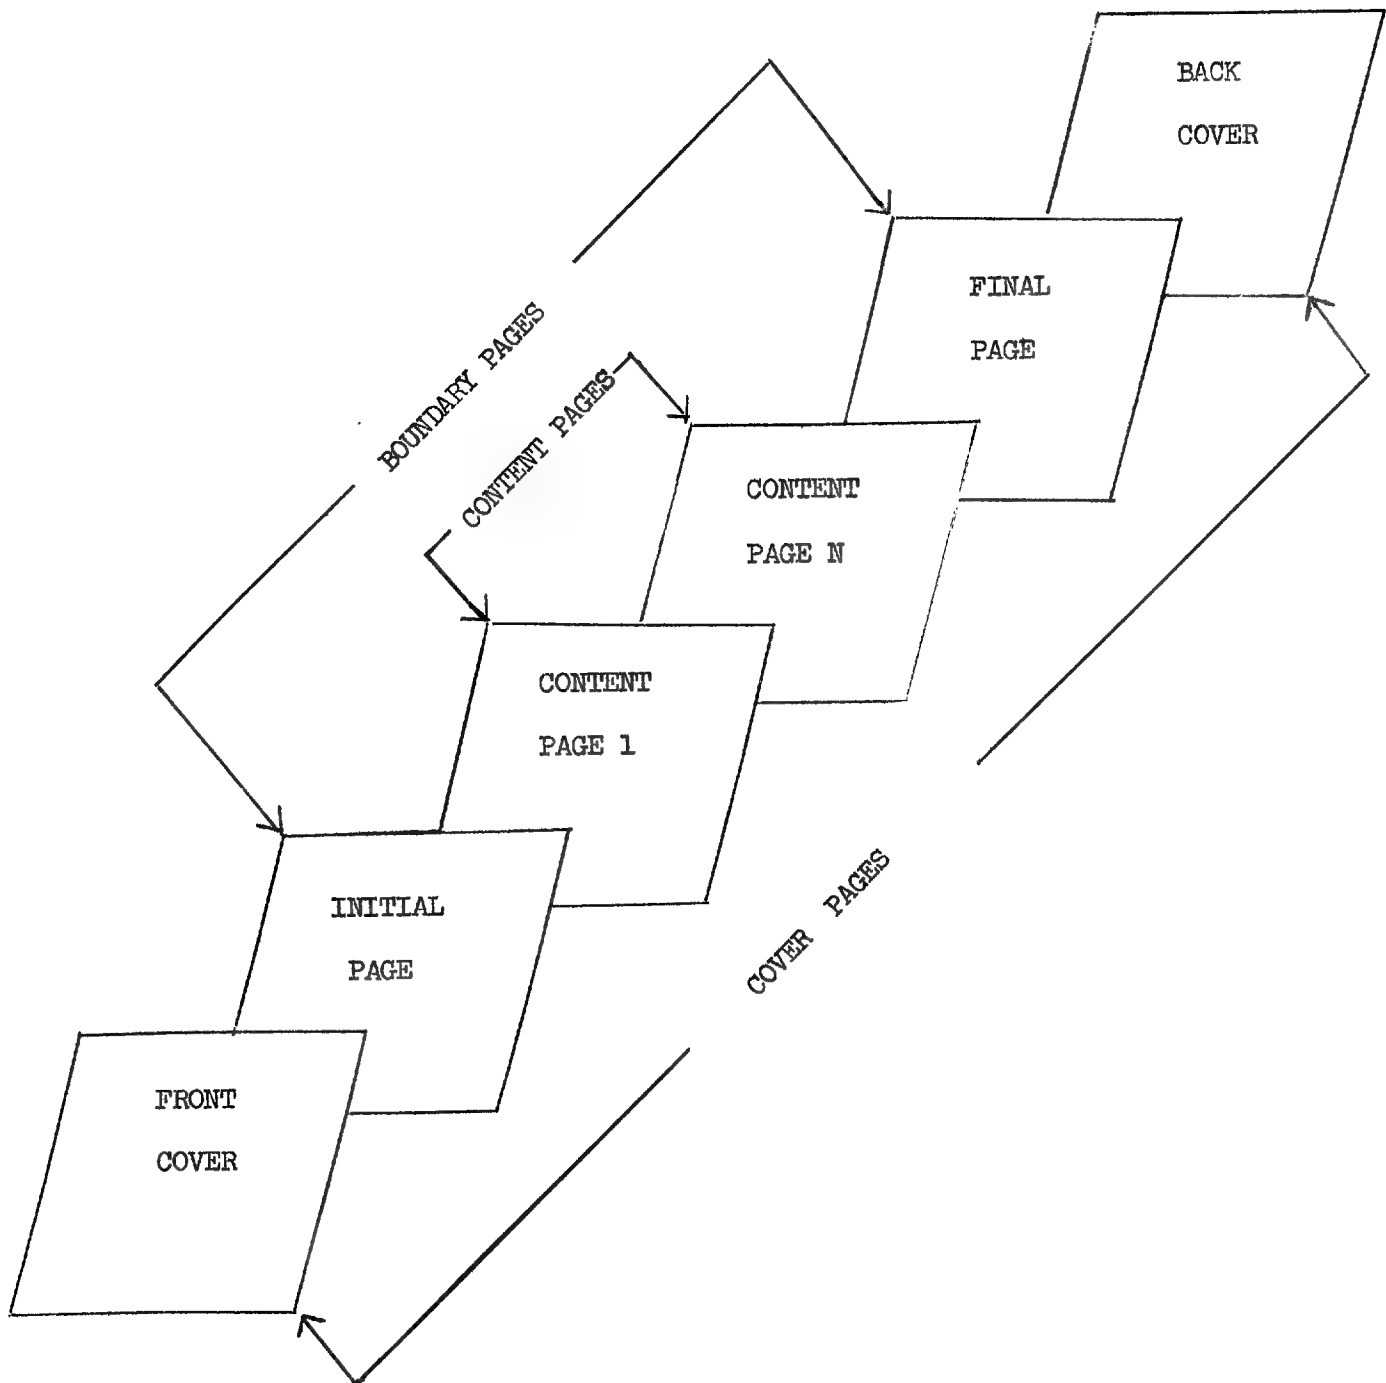 BACK
COVER
FINAL
PAGE
BOUNDARY PAGES
CONTENT PAGES
CONTENT
PAGE N
CONTENT
PAGE 1
COVER PAGES
INITIAL
PAGE
FRONT
COVER